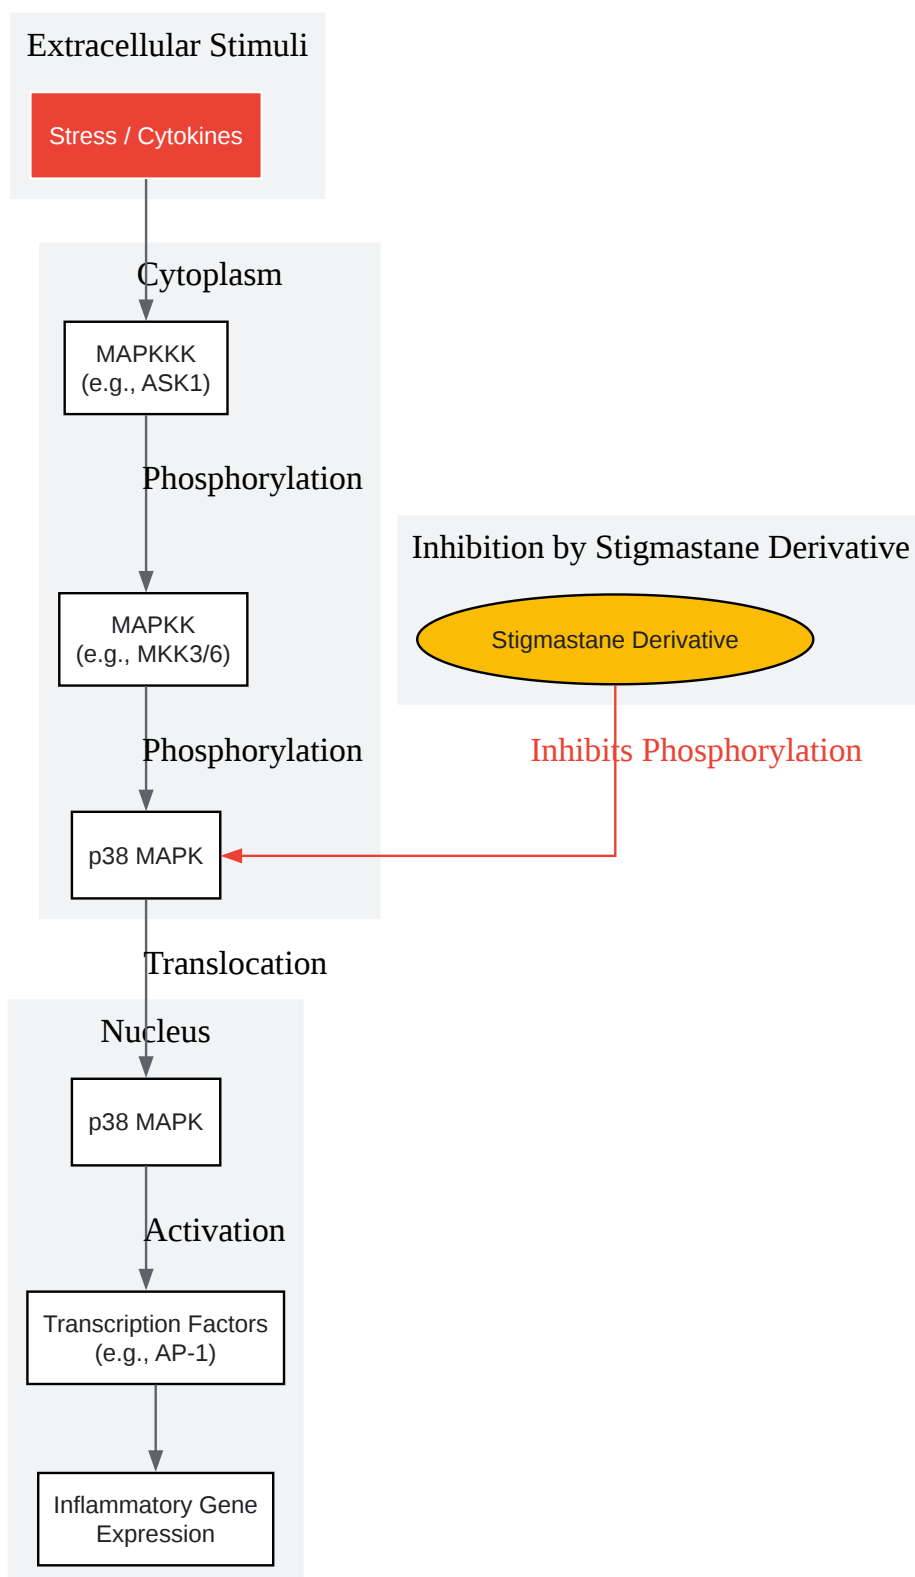 Extracellular Stimuli
Stress / Cytokines
Cytoplasm
MAPKKK
(e.g., ASK1)
Phosphorylation
Inhibition by Stigmastane Derivative
MAPKK
(e.g., MKK3/6)
Stigmastane Derivative
Phosphorylation
Inhibits Phosphorylation
p38 MAPK
Translocation
Nucleus
p38 MAPK
Activation
Transcription Factors
(e.g., AP-1)
Inflammatory Gene
Expression